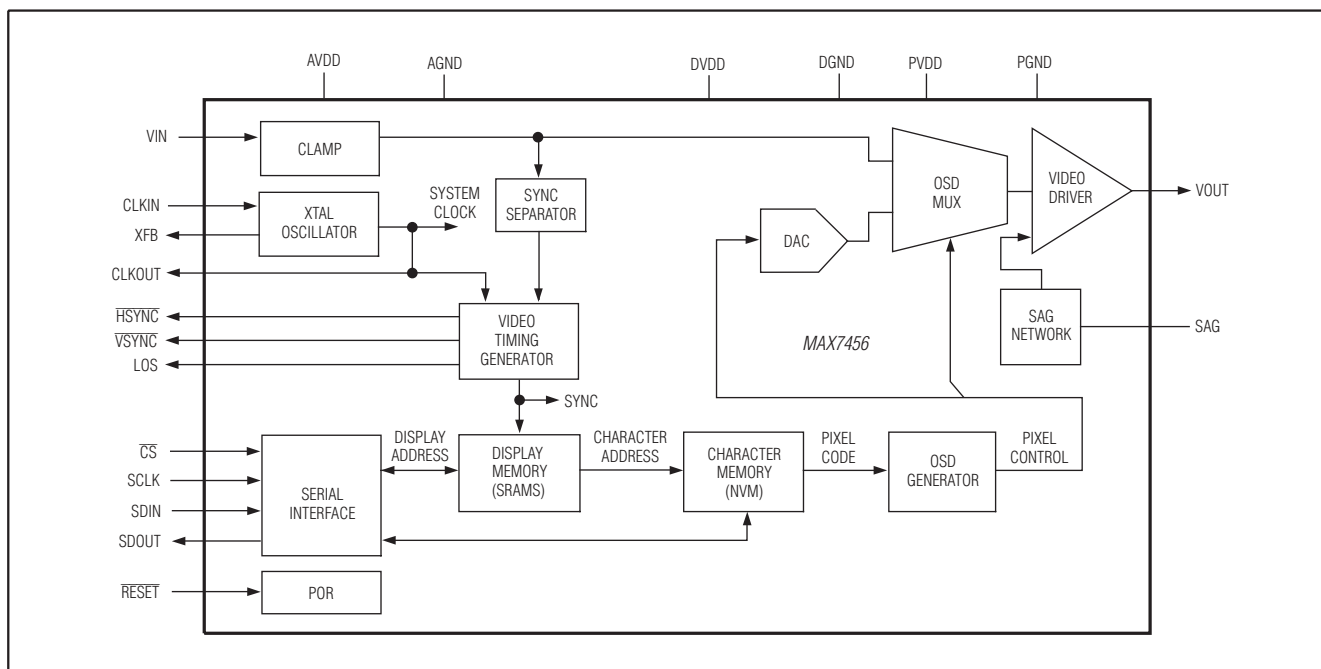 AVDD
AGND
DVDD
DGND
PVDD
PGND
VIN
CLAMP
CLKIN
XFB
XTAL
OSCILLATOR
SYSTEM
CLOCK
SYNC
SEPARATOR
CLKOUT
HSYNC
VSYNC
LOS
VIDEO
TIMING
GENERATOR
SYNC
DAC
OSD
MUX
VIDEO
DRIVER
VOUT
SAG
NETWORK
SAG
MAX7456
CS
SCLK
SDIN
SDOUT
SERIAL
INTERFACE
DISPLAY
ADDRESS
DISPLAY
MEMORY
(SRAMS)
CHARACTER
ADDRESS
CHARACTER
MEMORY
(NVM)
PIXEL
CODE
OSD
GENERATOR
PIXEL
CONTROL
RESET
POR